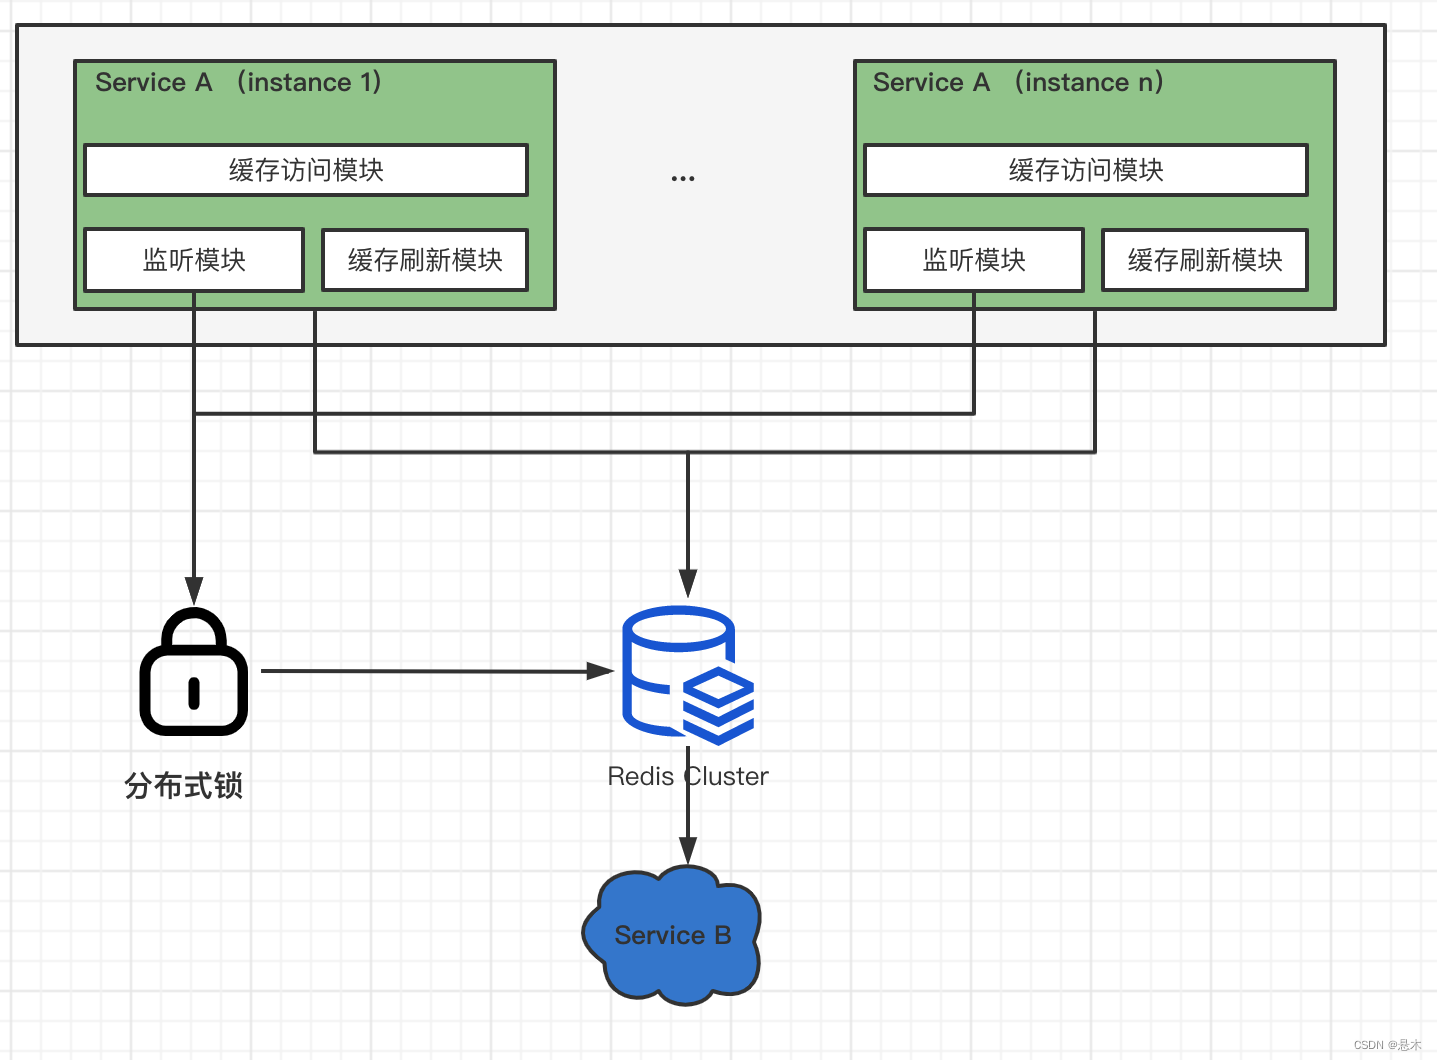 Service A （instance 1）
Service A （instance n）
缓存访问模块
...
缓存访问模块
监听模块
缓存刷新模块
监听模块
缓存刷新模块
Redis Cluster
分布式锁
Service B
CSDN @悬木